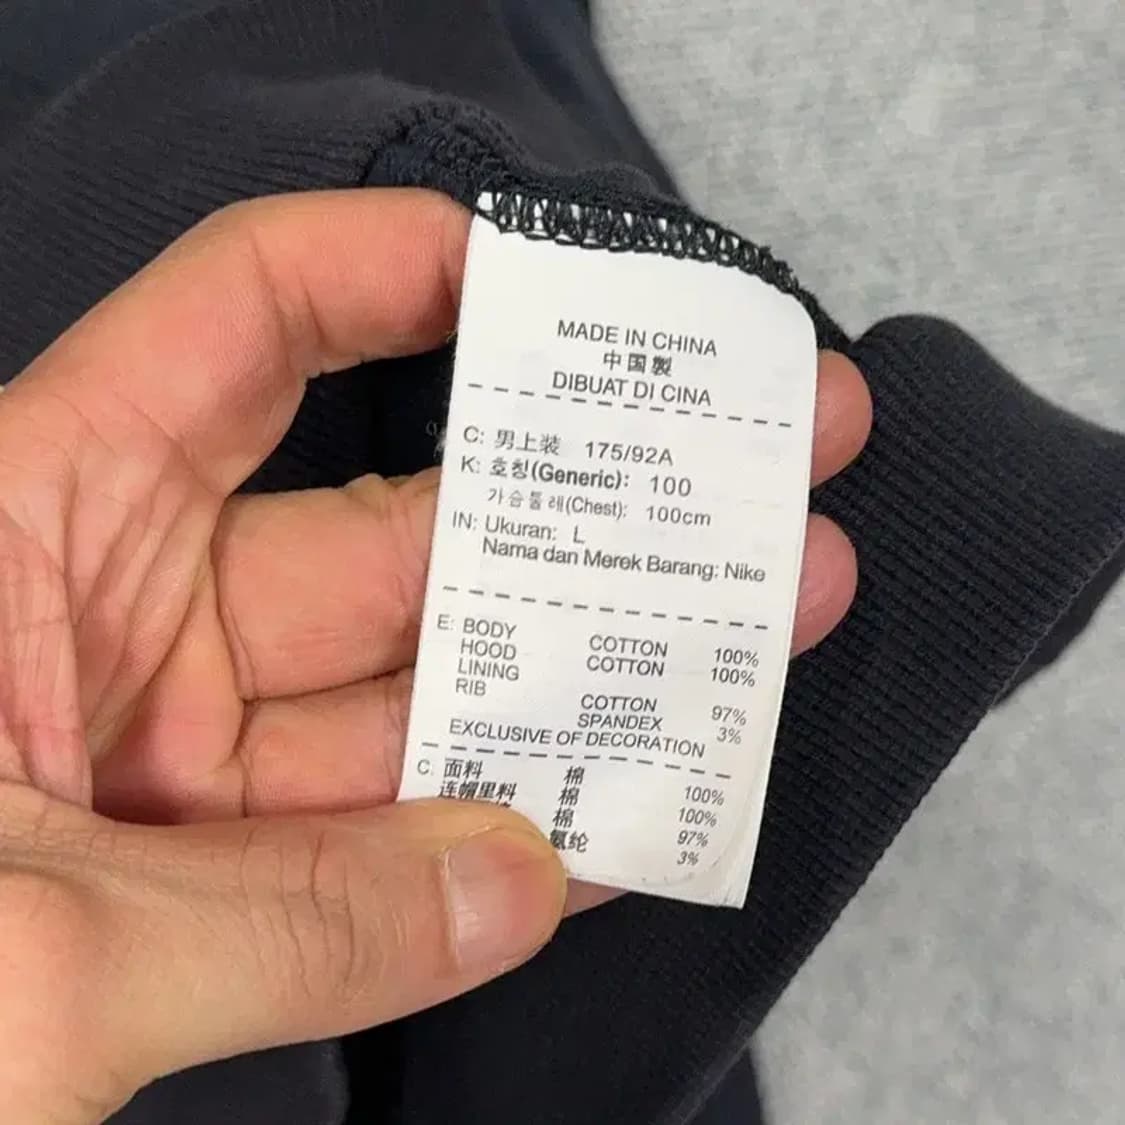 MADE IN CHINA
中国製
DIBUAT DI CINA
C: 男上装 175/92A
K: 호칭(Generic): 100
가슴둘레(Chest): 100cm
IN: Ukuran: L
Nama dan Merek Barang: Nike
E: BODY COTTON 100%
HOOD LINING COTTON 100%
RIB COTTON 97%
SPANDEX 3%
EXCLUSIVE OF DECORATION
C: 面料 棉 100%
连帽里料 棉 100%
棉 97%
氨纶 3%